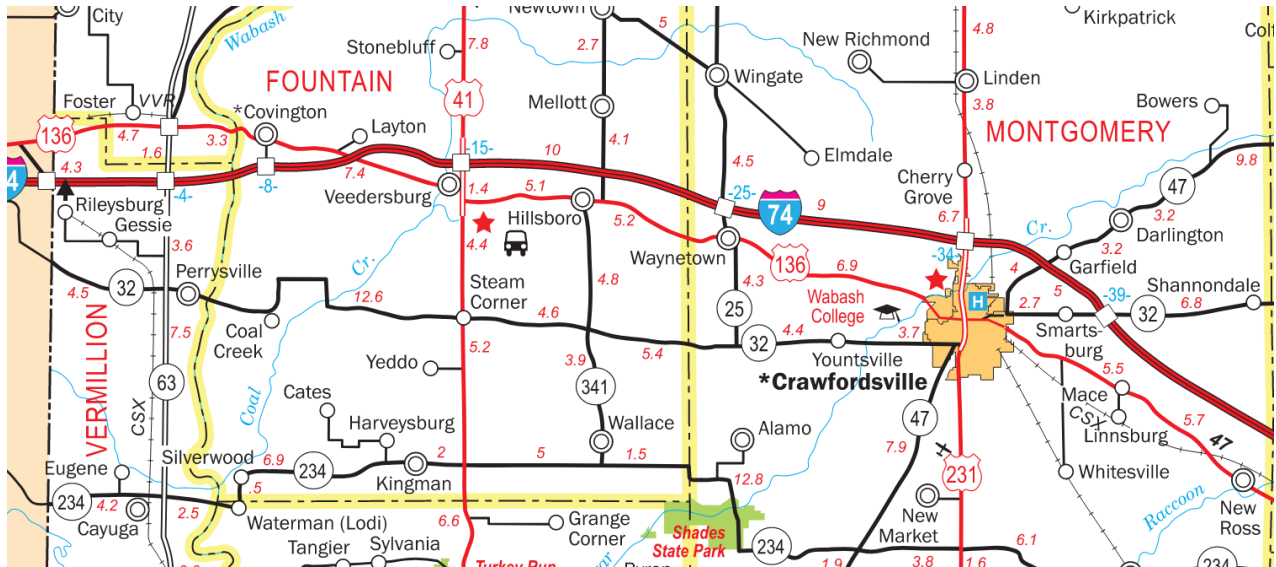 City
Wabash
Newtown
5
Stonebluff
7.8
2.7
New Richmond
4.8
Kirkpatrick
FOUNTAIN
Wingate
Linden
Foster
VVR
*Covington
41
Mellott
3.8
Bowers
136
4.7
3.3
Layton
4.1
MONTGOMERY
1.6
-15-
10
4.5
Elmdale
9.8
4.3
-4-
-8-
7.4
Veedersburg
1.4
5.1
-25-
74
9
Cherry
Grove
47
Rileysburg
Gessie
Hillsboro
5.2
6.7
Cr.
3.2
Darlington
3.6
4.4
Waynetown
136
-34-
3.2
Garfield
Perrysville
Cr.
Steam
Corner
4.8
4.3
6.9
4
5
-39-
Shannondale
4.5
32
12.6
Wabash
College
H
2.7
6.8
VERMILLION
Coal
Creek
4.6
25
3.7
Smarts-
burg
32
7.5
5.4
32
4.4
Yountsville
Yeddo
5.2
3.9
*Crawfordsville
5.5
63
Coal
341
47
Mace
CSX
Cates
CSX
Linnsburg
5.7
Harveysburg
Wallace
Alamo
7.9
47
Eugene
Silverwood
6.9
234
2
5
1.5
12.8
231
Whitesville
234
4.2
.5
Kingman
Cayuga
2.5
Waterman (Lodi)
6.6
Grange
Corner
Shades
State Park
New
Market
Raccoon
New
Ross
Tangier
Sylvania
234
6.1
Turkey Run
1.9
3.8
1.6
234